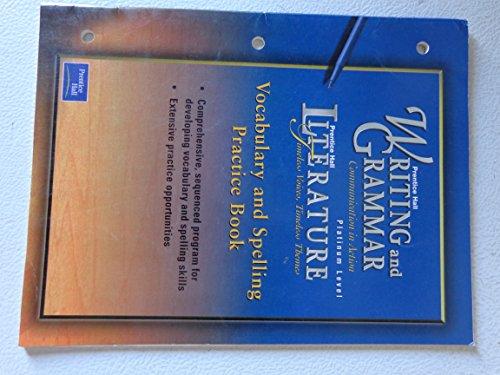 Prentice Hall
WRITING and
GRAMMAR
Communication in Action
Platinum Level
Prentice Hall
LITERATURE
Timeless Voices, Timeless Themes
Vocabulary and Spelling
Practice Book
• Comprehensive, sequenced program for
developing vocabulary and spelling skills
• Extensive practice opportunities
Prentice
Hall